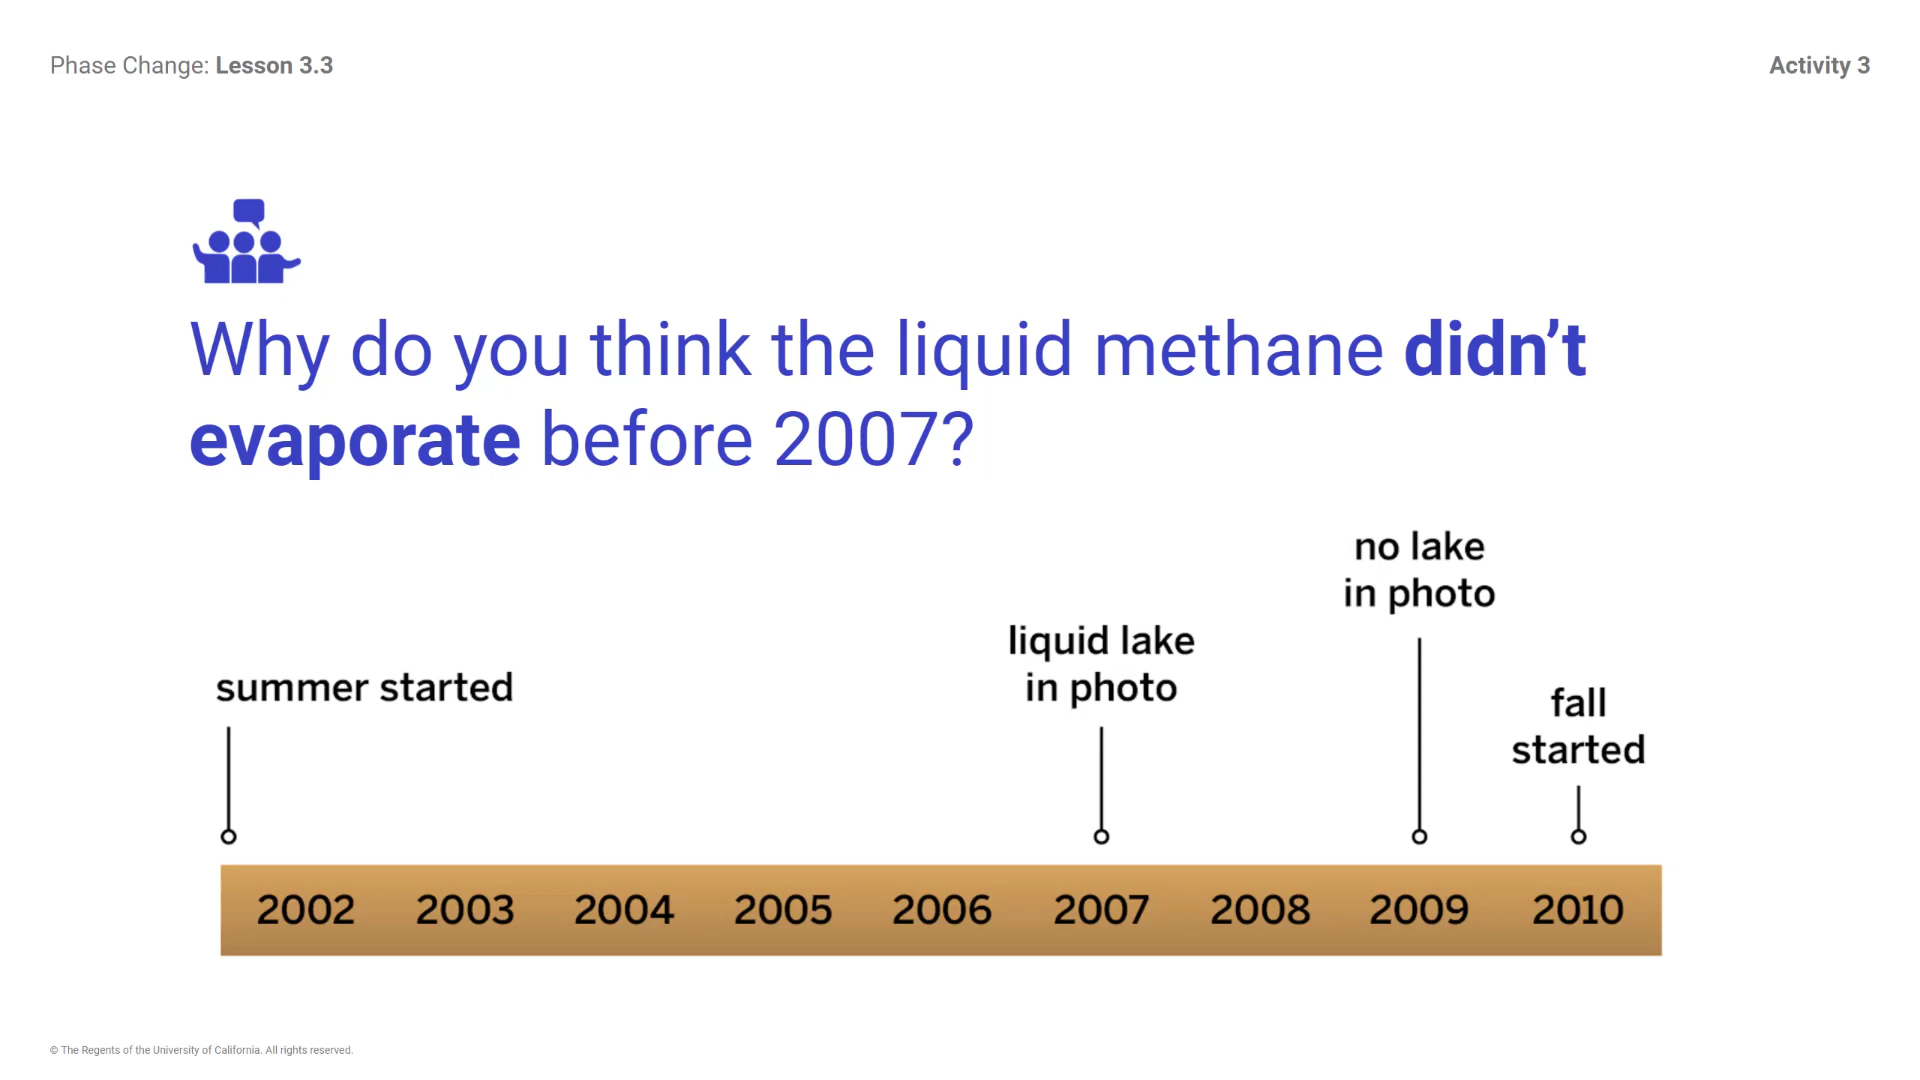 Phase Change: Lesson 3.3
Activity 3
Why do you think the liquid methane didn’t
evaporate before 2007?
no lake
in photo
liquid lake
in photo
summer started
fall
started
2002 2003 2004 2005 2006 2007 2008 2009 2010
© The Regents of the University of California. All rights reserved.